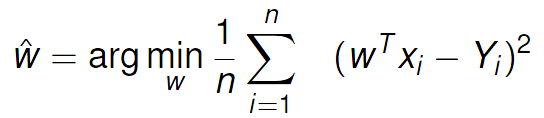 ŵ = arg min_w 1/n ∑_{i=1}^{n} (w^T x_i − Y_i)^2